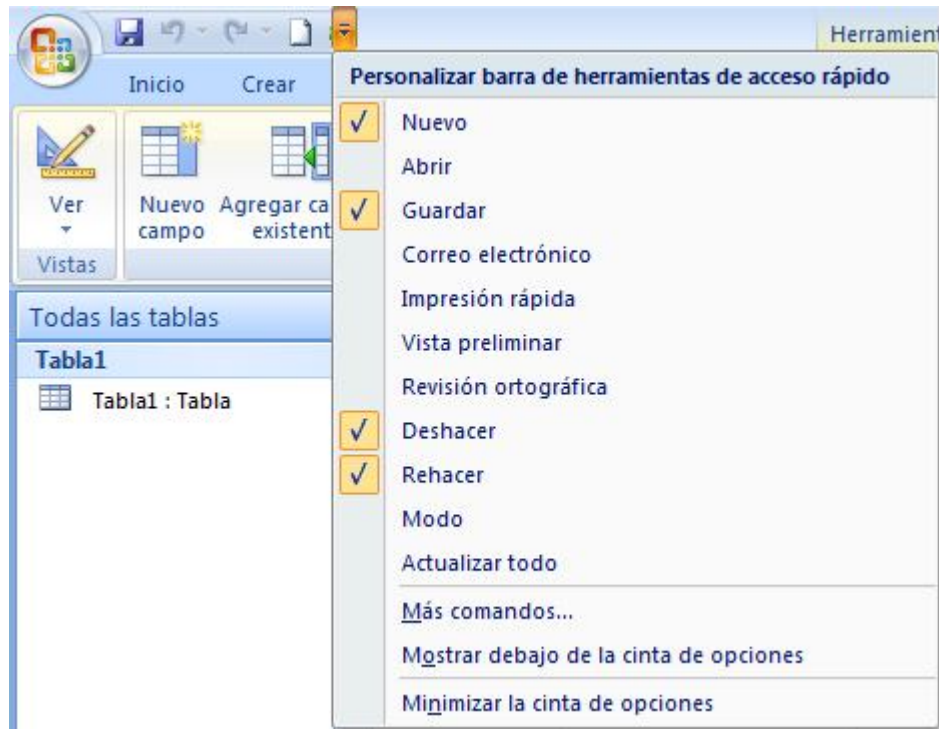 Herramient
Personalizar barra de herramientas de acceso rápido
Inicio Crear
Ver
Nuevo campo
Agregar ca existent
Vistas
Todas las tablas
Tabla1
Tabla1 : Tabla
Nuevo
Abrir
Guardar
Correo electrónico
Impresión rápida
Vista preliminar
Revisión ortográfica
Deshacer
Rehacer
Modo
Actualizar todo
Más comandos...
Mostrar debajo de la cinta de opciones
Minimizar la cinta de opciones